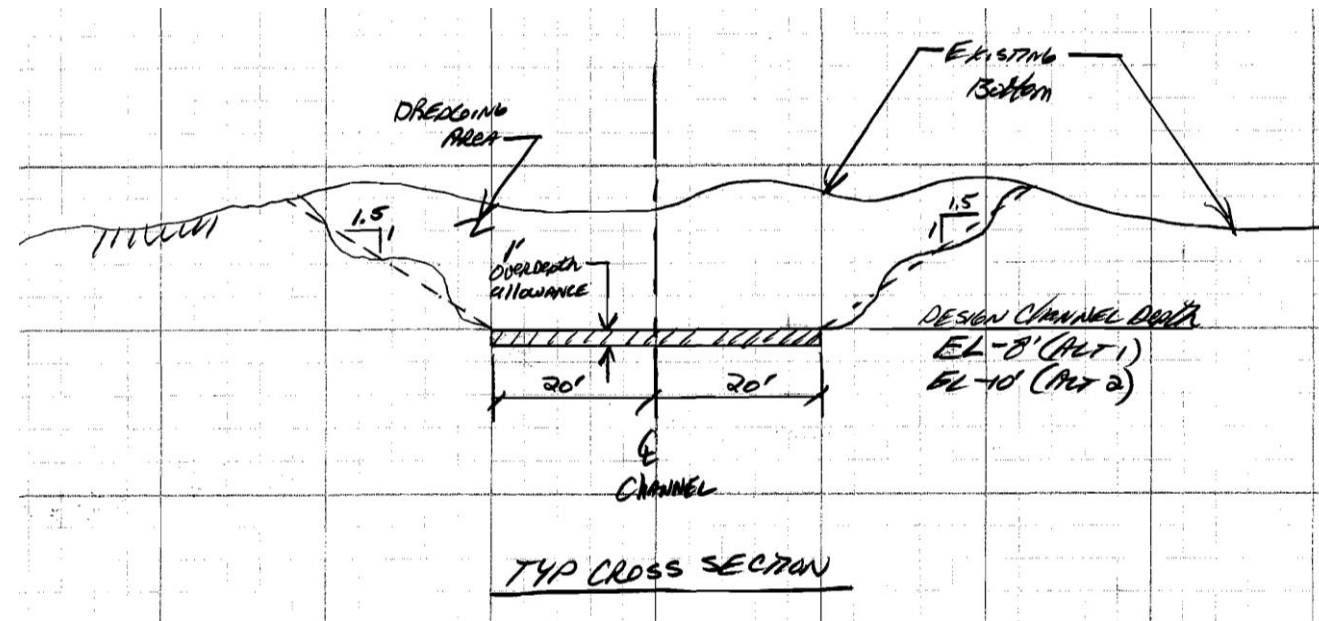 EXISTING
Bottom
DREDGING
AREA
1.5
1
1.5
1
1'
OVERDEPTH
allowance
DESIGN CHANNEL Depth
EL-8' (ALT 1)
EL-10' (ALT 2)
20'
20'
℄
CHANNEL
TYP CROSS SECTION